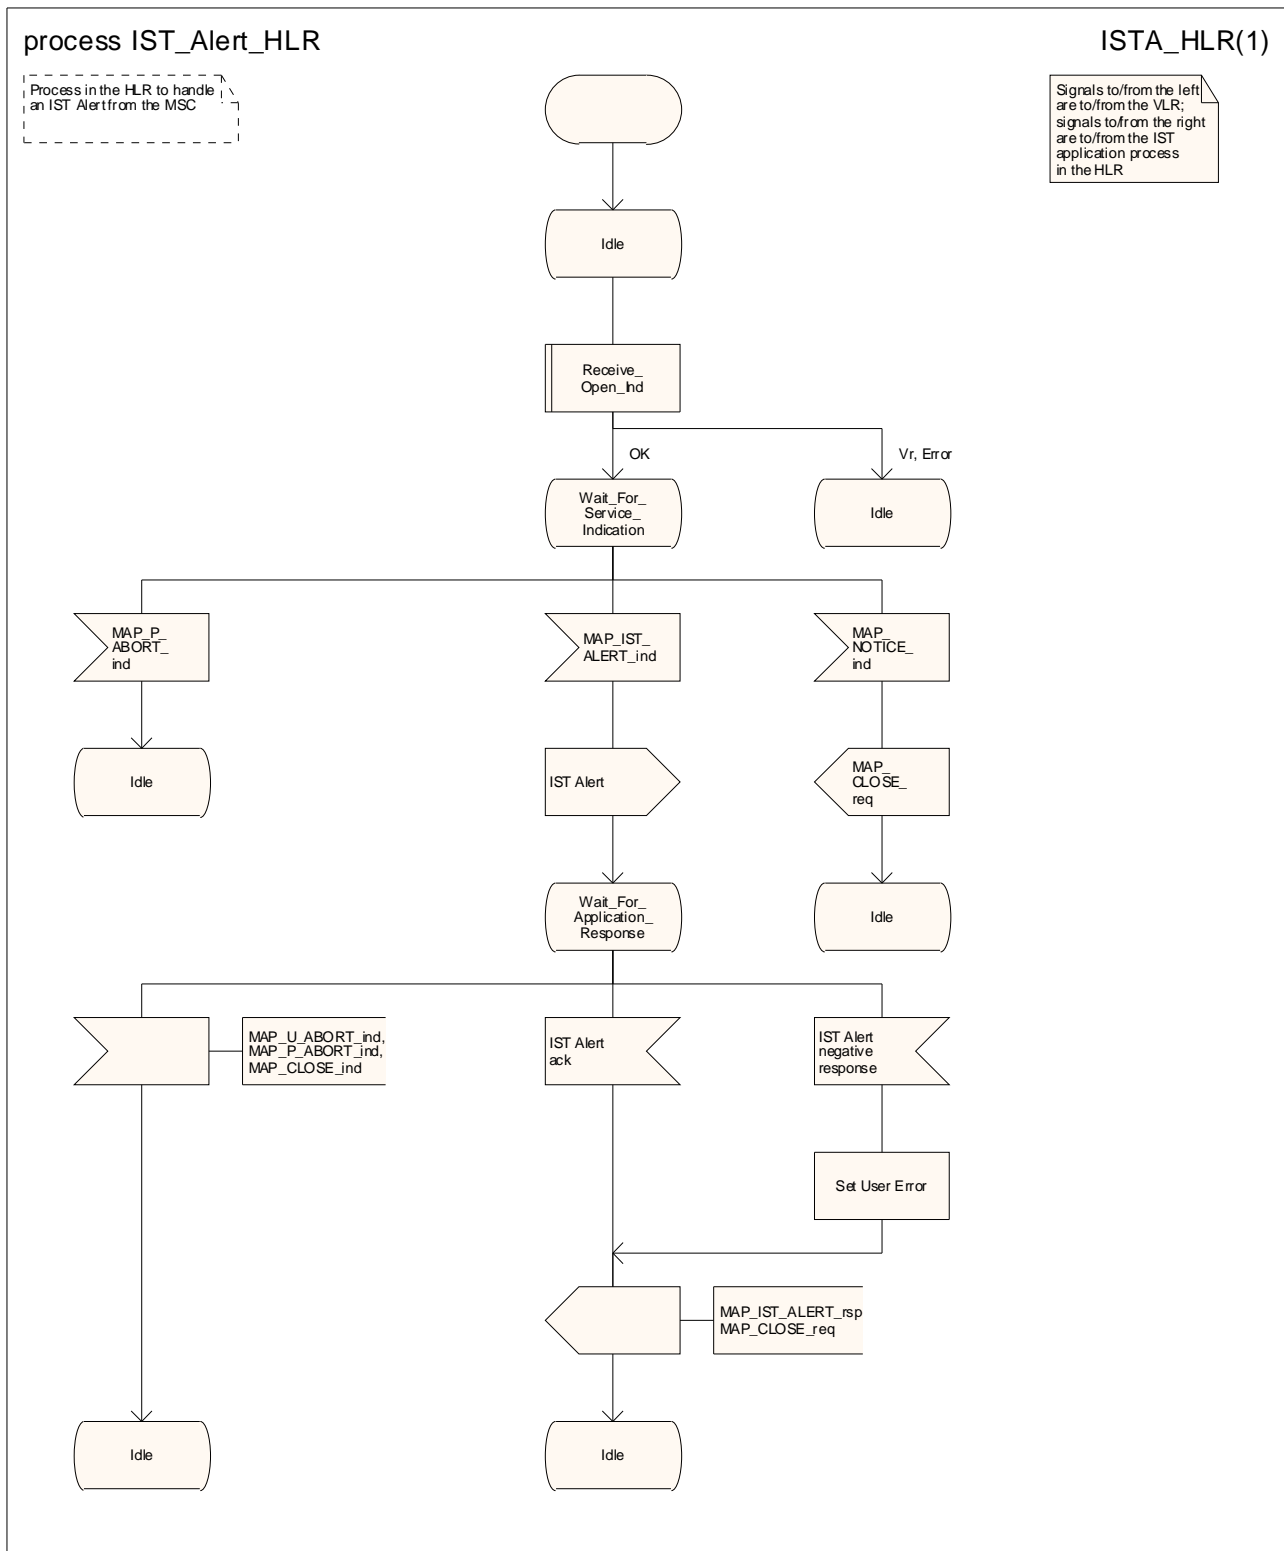 process IST_Alert_HLR
ISTA_HLR(1)
Process in the HLR to handle
an IST Alert from the MSC
Signals to/from the left
are to/from the VLR;
signals to/from the right
are to/from the IST
application process
in the HLR
Idle
Receive_
Open_Ind
OK
Vr, Error
Wait_For_
Service_
Indication
Idle
MAP_P_
ABORT_
ind
MAP_IST_
ALERT_ind
MAP_
NOTICE_
ind
Idle
IST Alert
MAP_
CLOSE_
req
Wait_For_
Application_
Response
Idle
MAP_U_ABORT_ind,
MAP_P_ABORT_ind,
MAP_CLOSE_ind
IST Alert
ack
IST Alert
negative
response
Set User Error
MAP_IST_ALERT_rsp
MAP_CLOSE_req
Idle
Idle